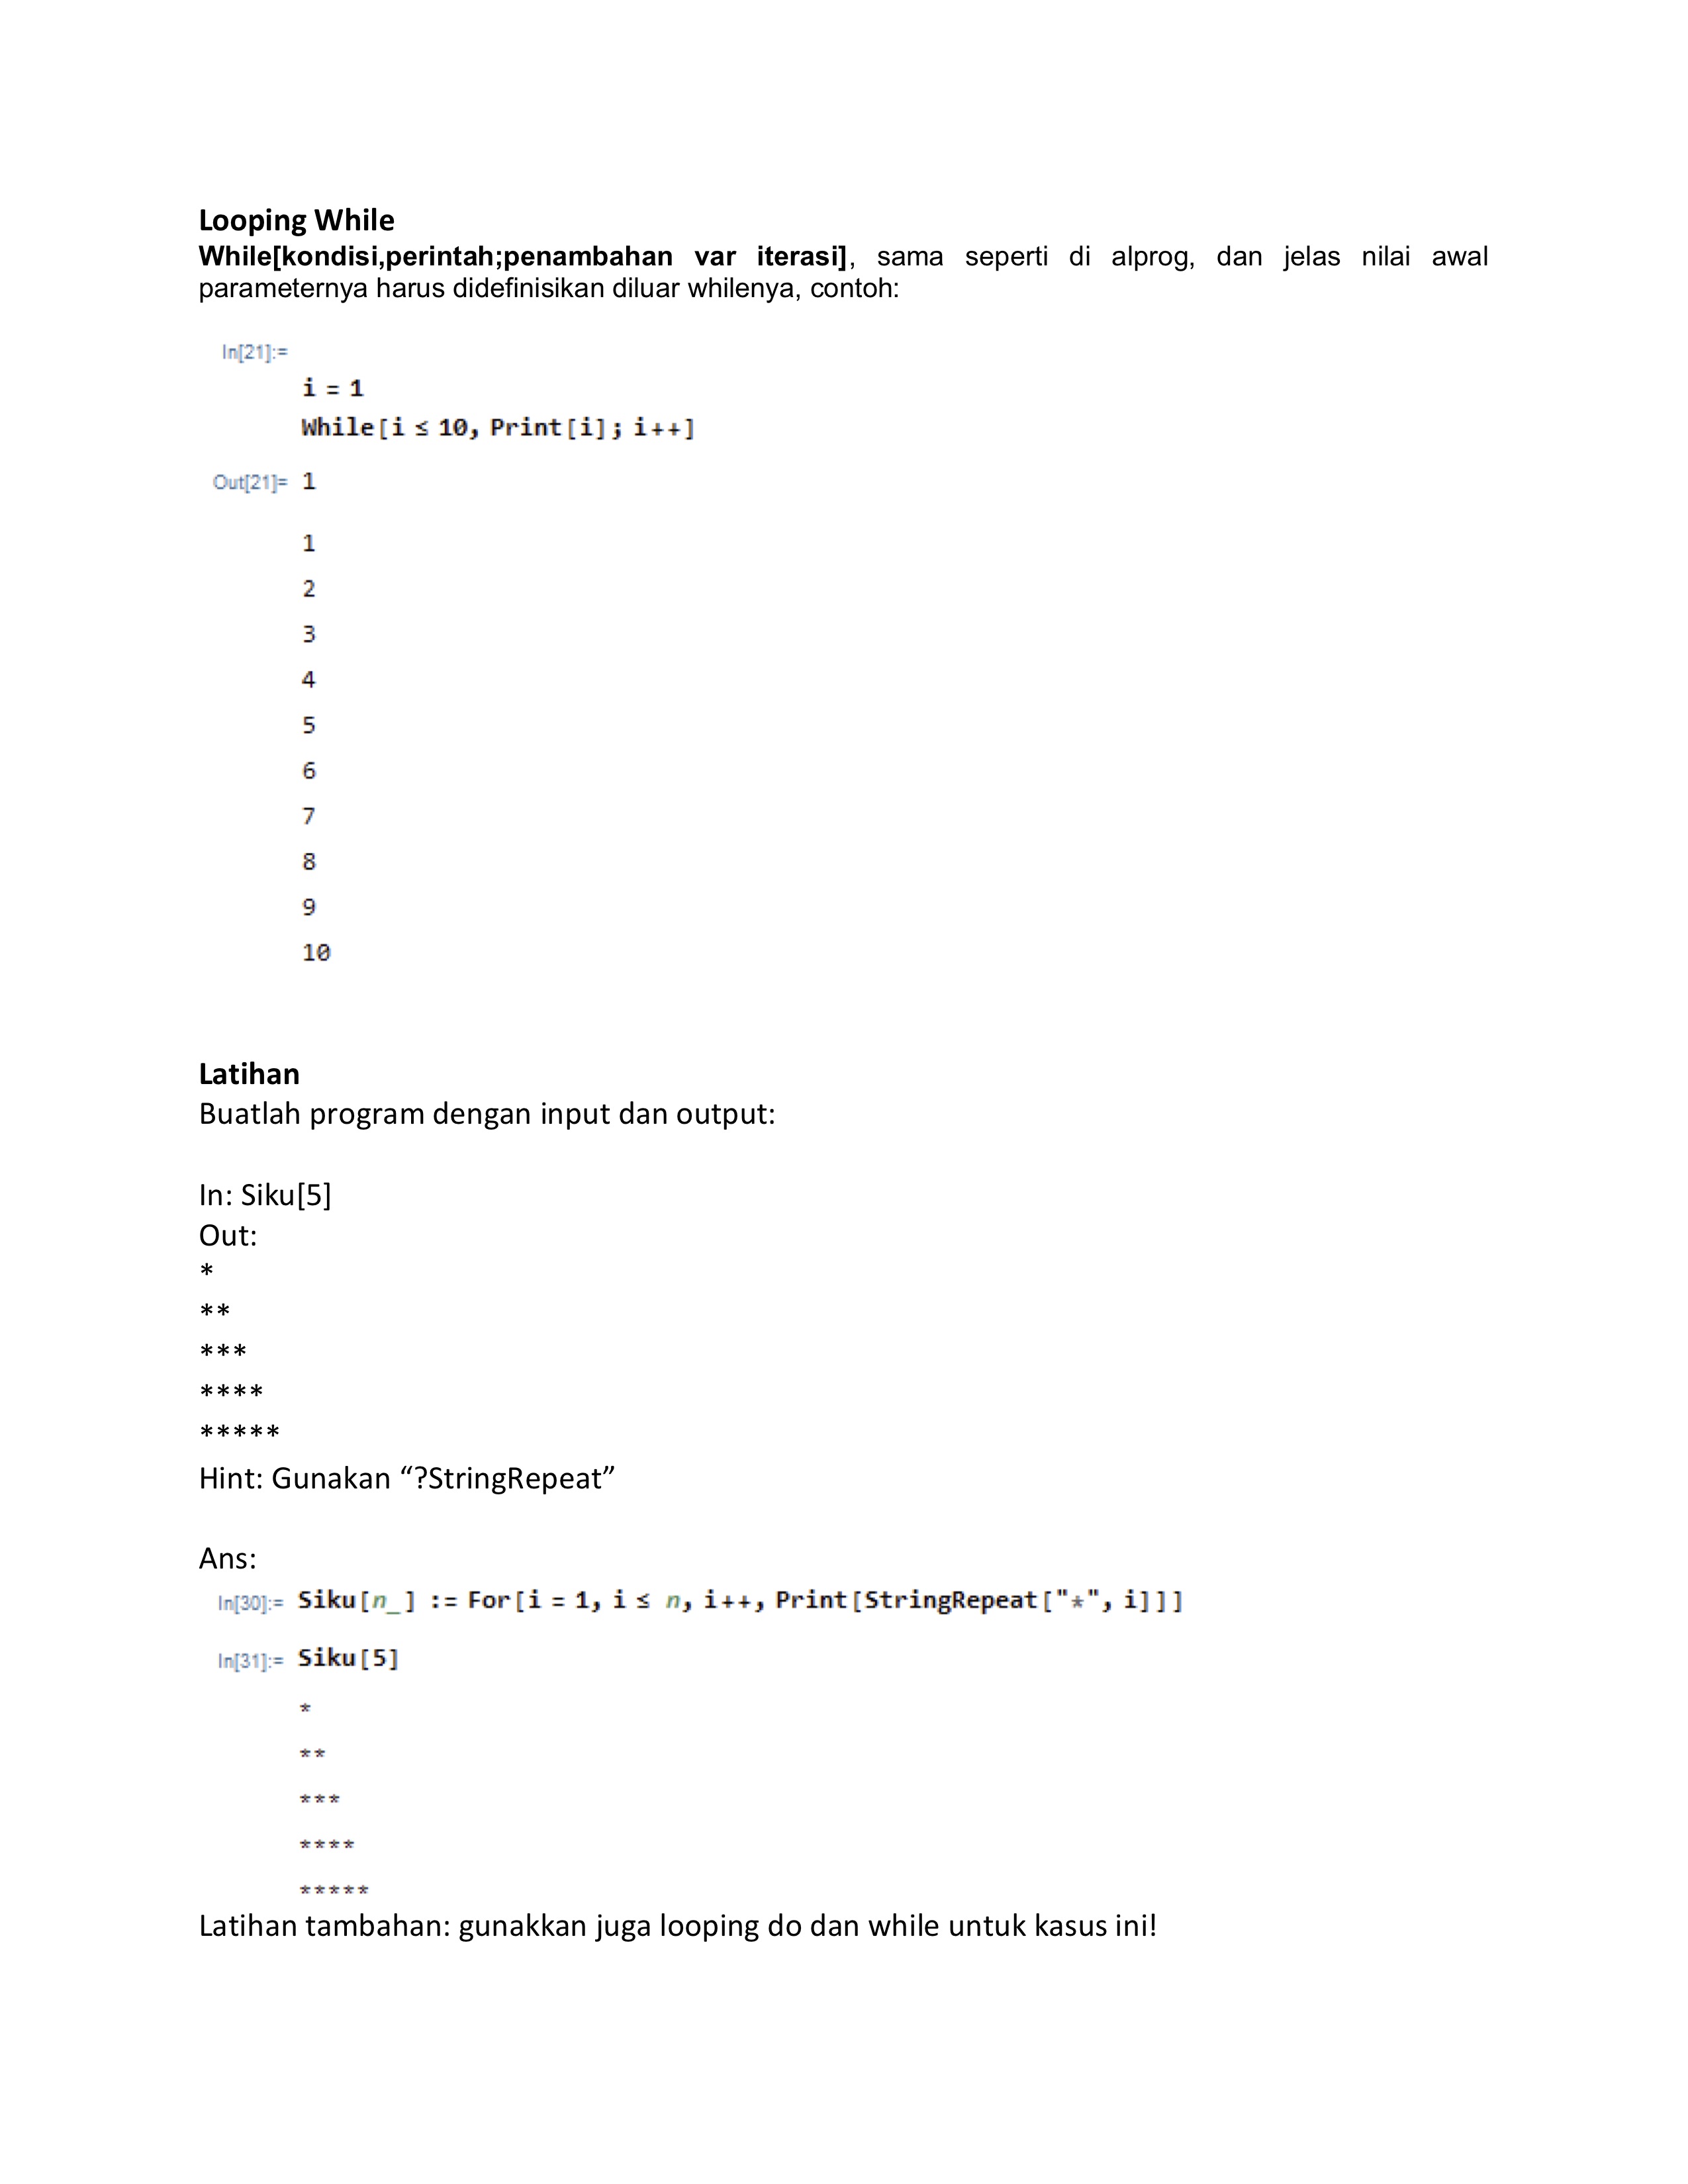 Looping While
While[kondisi,perintah;penambahan var iterasi], sama seperti di alprog, dan jelas nilai awal
parameternya harus didefinisikan diluar whilenya, contoh:
In[21]:=
i = 1
While[i ≤ 10, Print[i]; i++]
Out[21]= 1
1
2
3
4
5
6
7
8
9
10
Latihan
Buatlah program dengan input dan output:
In: Siku[5]
Out:
*
**
***
****
*****
Hint: Gunakan “?StringRepeat”
Ans:
In[30]:= Siku[n_] := For[i = 1, i ≤ n, i++, Print[StringRepeat["*", i]]]
In[31]:= Siku[5]
*
**
***
****
*****
Latihan tambahan: gunakkan juga looping do dan while untuk kasus ini!